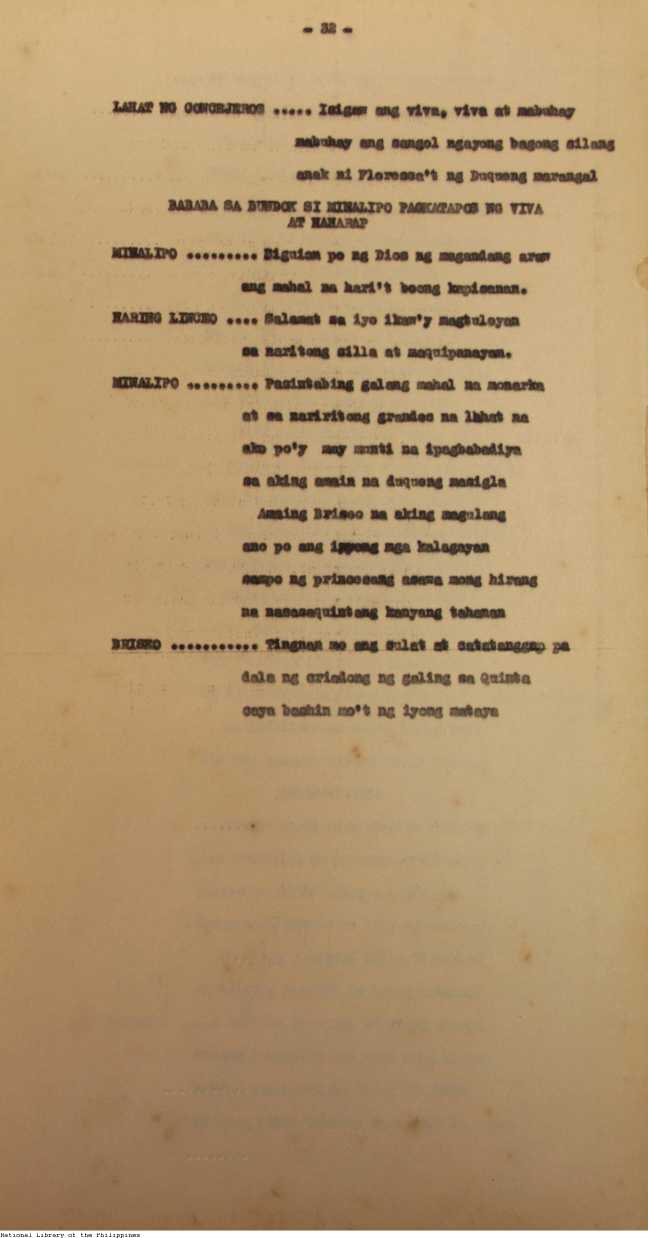 - 32 -
LAHAT NG CONCEJEROS ..... Isigaw ang viva, viva at mabuhay
mabuhay ang sangol ngayong bagong silang
anak ni Floressa't ng Duqueng marangal
BABABA SA BUNDOK SI MINALIPO PAGKATAPOS NG VIVA
AT HAHARAP
MINALIPO ......... Biguian po ng Dios ng magandang araw
ang mahal na hari't boong kapisanan.
HARING LINCEO .... Salamat sa iyo ikaw'y magtuloyan
sa naritong silla at maquipanayan.
MINALIPO ......... Pasintabing galang mahal na monarka
at sa nariritong grandes na lahat na
ako po'y may munti na ipagbabadiya
sa aking amain na duqueng masigla
Amaing Briseo na aking magulang
ano po ang iyong mga kalagayan
sampo ng princesang asawa mong hirang
na nasasaquintang kanyang tahanan
BRISEO ........... Tingnan mo ang sulat at catatanggap pa
dala ng criadong ng galing sa Quinta
caya bashin mo't ng iyong mataya
National Library of the Philippines